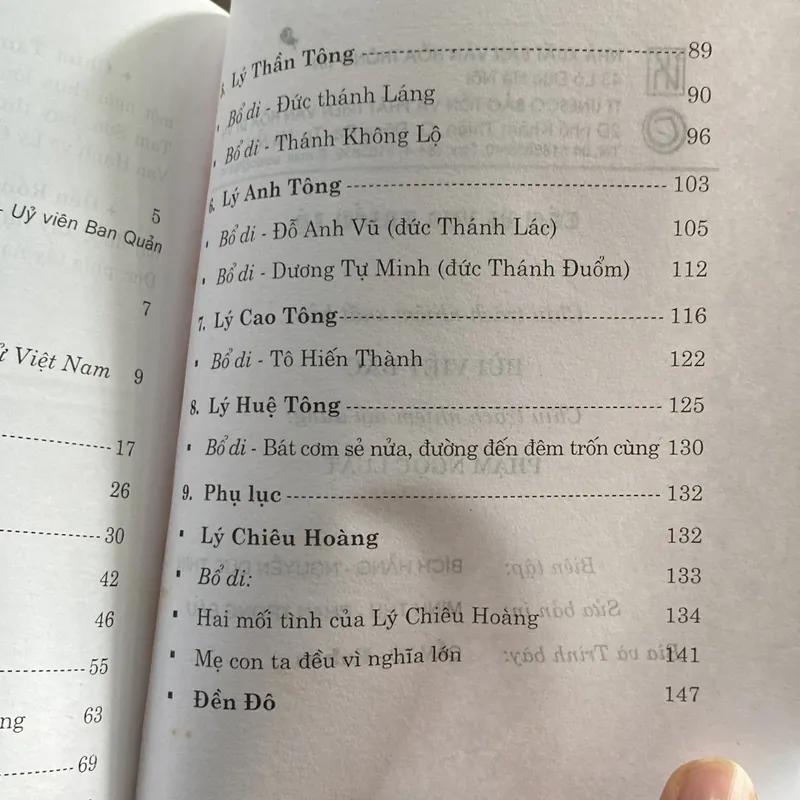 5
- Uỷ viên Ban Quản
7
Việt Nam 9
17
26
30
42
46
55
63
69
Lý Thần Tông 89
Bổ di - Đức thánh Láng 90
Bổ di - Thánh Không Lộ 96
6. Lý Anh Tông 103
Bổ di - Đỗ Anh Vũ (đức Thánh Lác) 105
Bổ di - Dương Tự Minh (đức Thánh Đuổm) 112
7. Lý Cao Tông 116
Bổ di - Tô Hiến Thành 122
8. Lý Huệ Tông 125
Bổ di - Bát cơm sẻ nửa, đường đến đêm trốn cùng 130
9. Phụ lục 132
Lý Chiêu Hoàng 132
Bổ di: 133
Hai mối tình của Lý Chiêu Hoàng 134
Mẹ con ta đều vì nghĩa lớn 141
Đền Đô 147